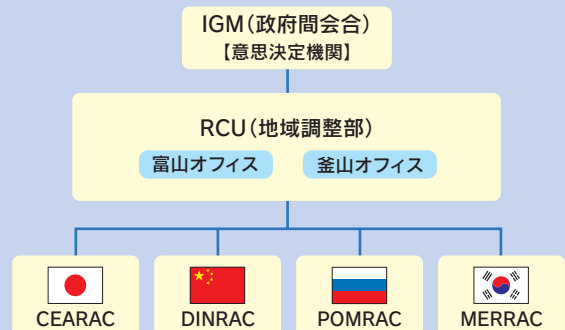 IGM(政府間会合)
【意思決定機関】
RCU(地域調整部)
富山オフィス 釜山オフィス
CEARAC DINRAC POMRAC MERRAC